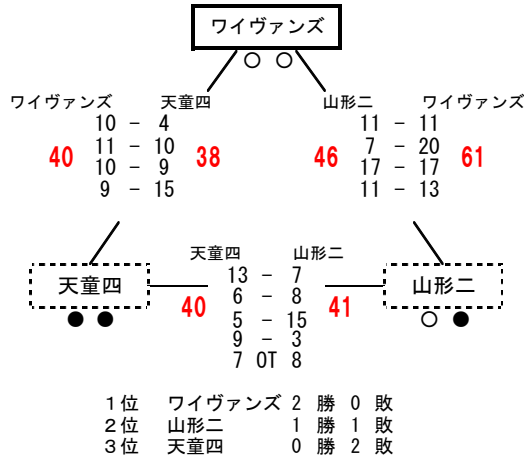 ワイヴァンズ
○ ○
ワイヴァンズ 天童四
10 - 4
11 - 10
10 - 9
9 - 15
40 38
山形二 ワイヴァンズ
11 - 11
7 - 20
17 - 17
11 - 13
46 61
天童四
● ●
天童四 山形二
13 - 7
6 - 8
5 - 15
9 - 3
7 OT 8
40 41
山形二
○ ●
1位 ワイヴァンズ 2 勝 0 敗
2位 山形二 1 勝 1 敗
3位 天童四 0 勝 2 敗